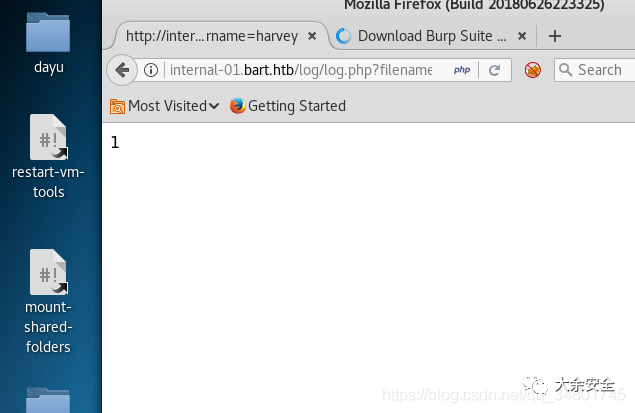 Mozilla Firefox (Build 20180626223325)
dayu
http://inter...rname=harvey
Download Burp Suite ...
internal-01.bart.htb/log/log.php?filename
php
Search
Most Visited
Getting Started
1
#!
restart-vm-
tools
#!
mount-
shared-
folders
大余安全
https://blog.csdn.net/qq_34801745